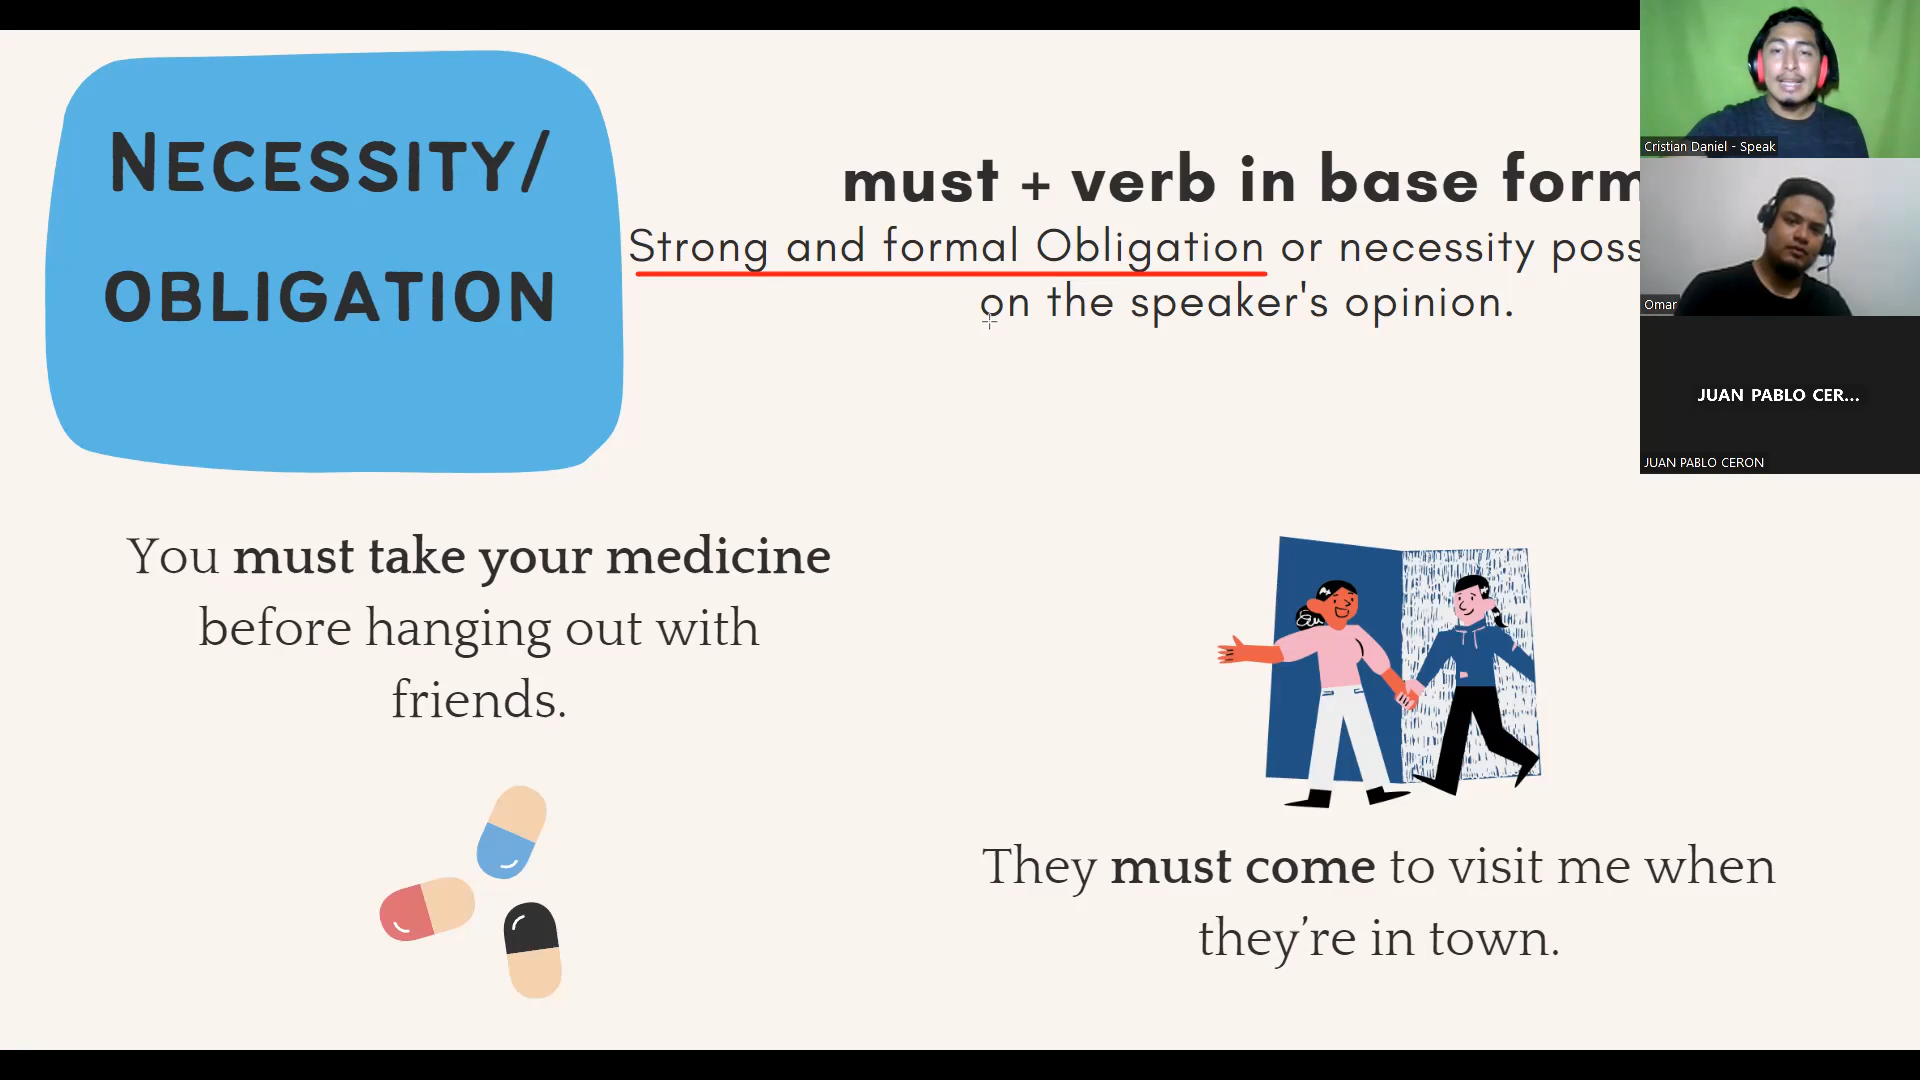 NECESSITY/
OBLIGATION
must + verb in base form
Strong and formal Obligation or necessity poss
on the speaker's opinion.
You must take your medicine
before hanging out with
friends.
They must come to visit me when
they're in town.
Cristian Daniel - Speak
Omar
JUAN PABLO CER...
JUAN PABLO CERON